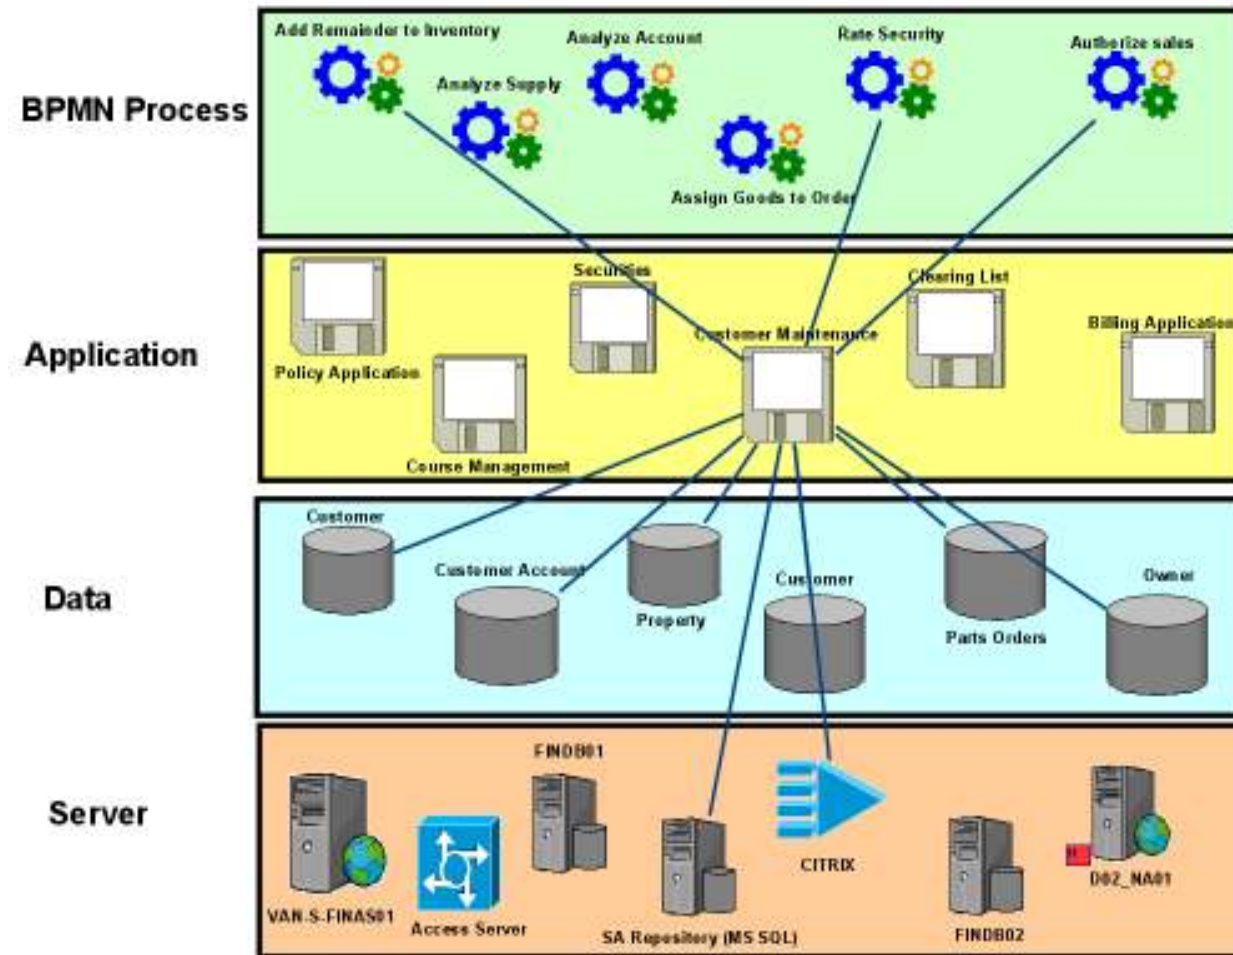 BPMN Process
Add Remainder to Inventory
Analyze Account
Rate Security
Authorize sales
Analyze Supply
Assign Goods to Order
Application
Securities
Clearing List
Customer Maintenance
Billing Application
Policy Application
Course Management
Data
Customer
Customer Account
Customer
Owner
Property
Parts Orders
Server
FINDB01
CITRIX
D02_NA01
VAN-S-FINAS01
Access Server
SA Repository (MS SQL)
FINDB02